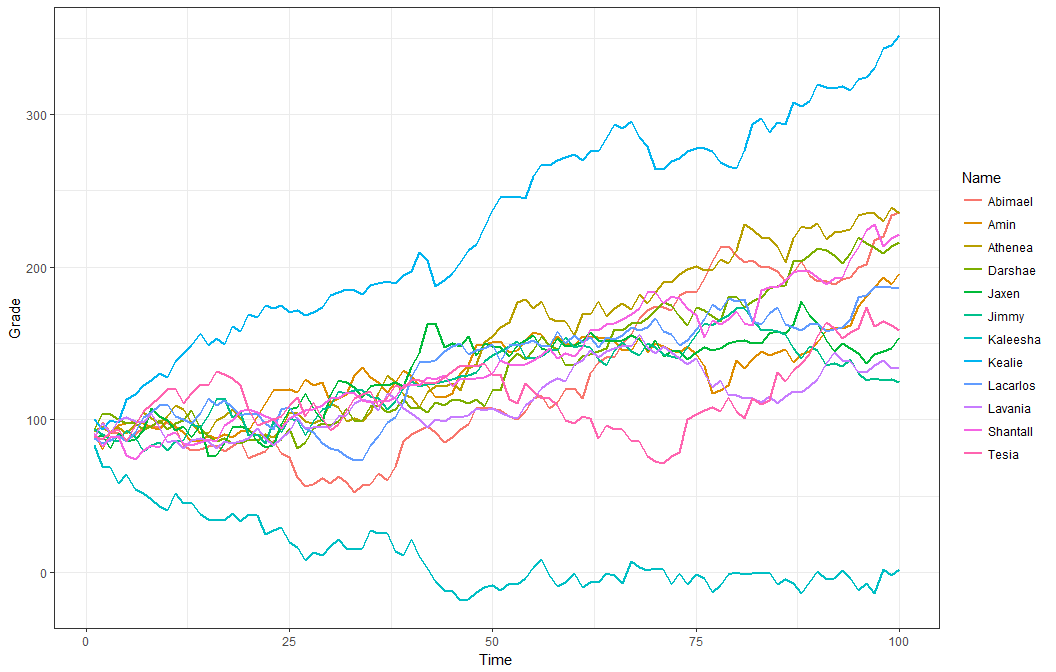 300
200
100
0
Grade
0 25 50 75 100
Time
Name
Abimael
Amin
Athenea
Darshae
Jaxen
Jimmy
Kaleesha
Kealie
Lacarlos
Lavania
Shantall
Tesia